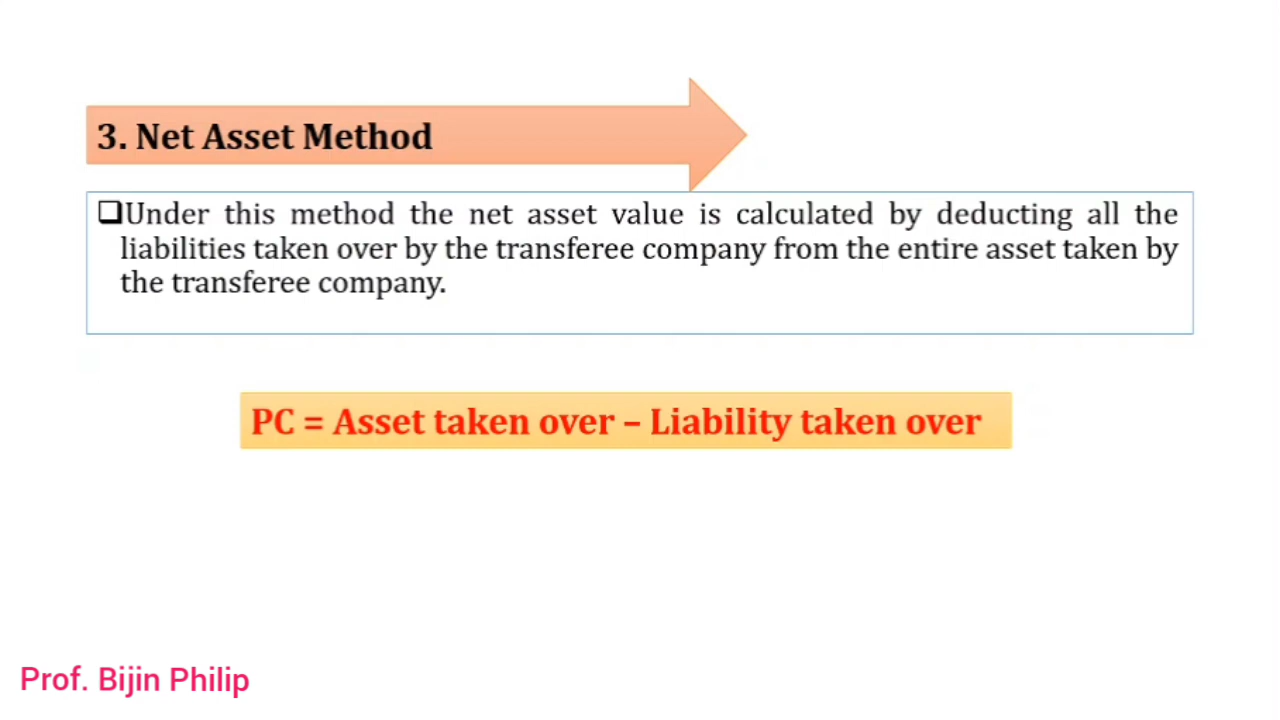 3. Net Asset Method
❑Under this method the net asset value is calculated by deducting all the
liabilities taken over by the transferee company from the entire asset taken by
the transferee company.
PC = Asset taken over – Liability taken over
Prof. Bijin Philip